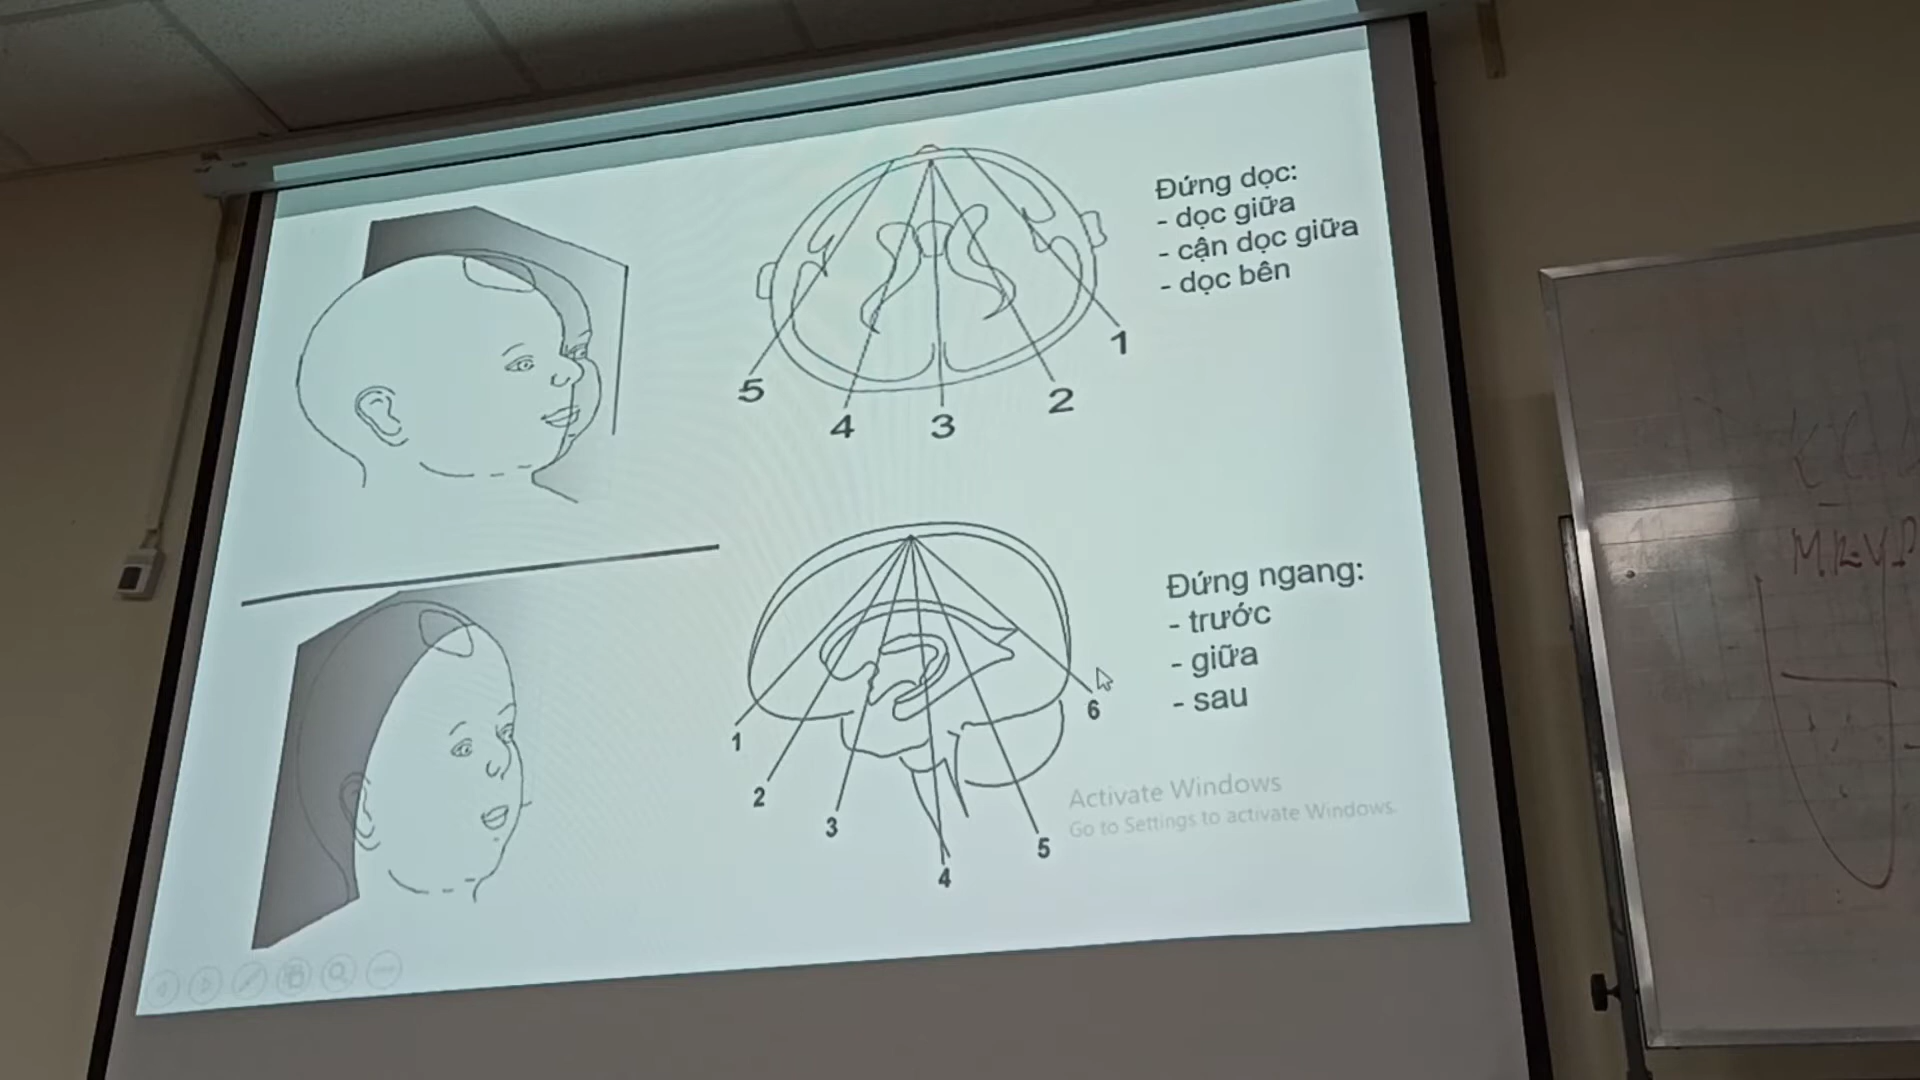 Đứng dọc:
- dọc giữa
- cận dọc giữa
- dọc bên
1
2
3
4
5
Đứng ngang:
- trước
- giữa
- sau
1
2
3
4
5
6
Activate Windows
Go to Settings to activate Windows.